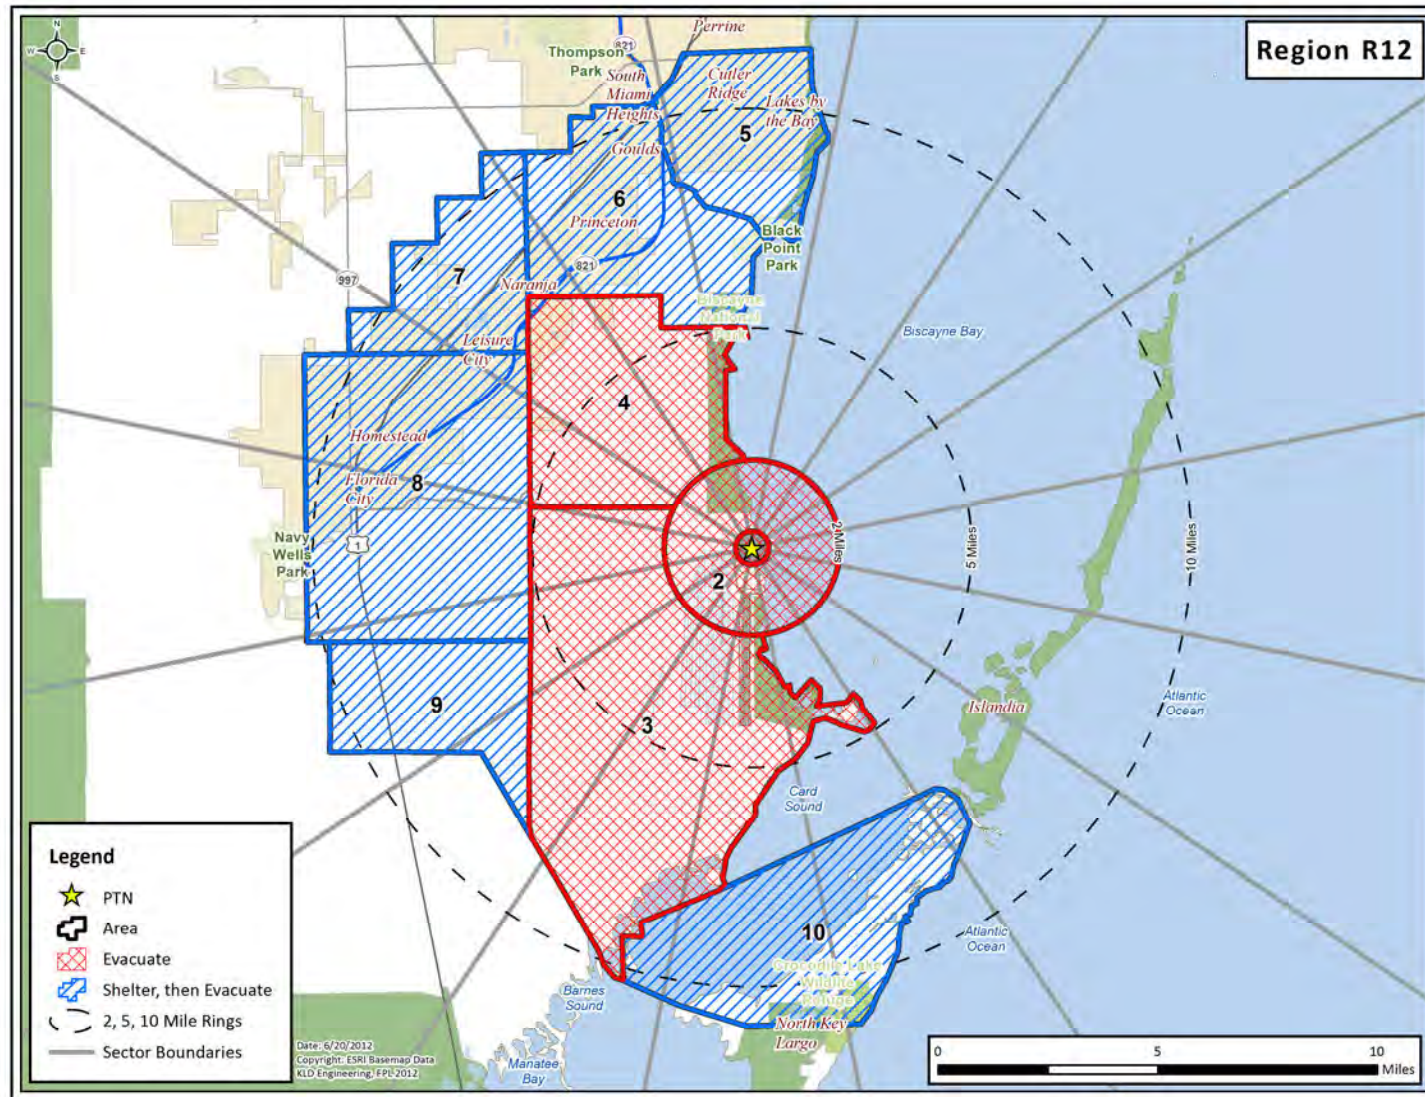 Region R12
N
W
E
S
Perrine
821
Thompson
Park
South
Miami
Heights
Cutler
Ridge
Lakes by
the Bay
5
Goulds
6
Princeton
Black
Point
Park
821
997
7
Naranja
Biscayne
National
Park
Biscayne Bay
Leisure
City
4
Homestead
8
Florida
City
Navy
Wells
Park
1
2
2 Miles
5 Miles
10 Miles
9
3
Islandia
Atlantic
Ocean
Card
Sound
10
Atlantic
Ocean
Crocodile Lake
Wildlife
Refuge
Barnes
Sound
North Key
Largo
Manatee
Bay
Legend
PTN
Area
Evacuate
Shelter, then Evacuate
2, 5, 10 Mile Rings
Sector Boundaries
Date: 6/20/2012
Copyright: ESRI Basemap Data
KLD Engineering, FPL 2012
0 5 10
Miles